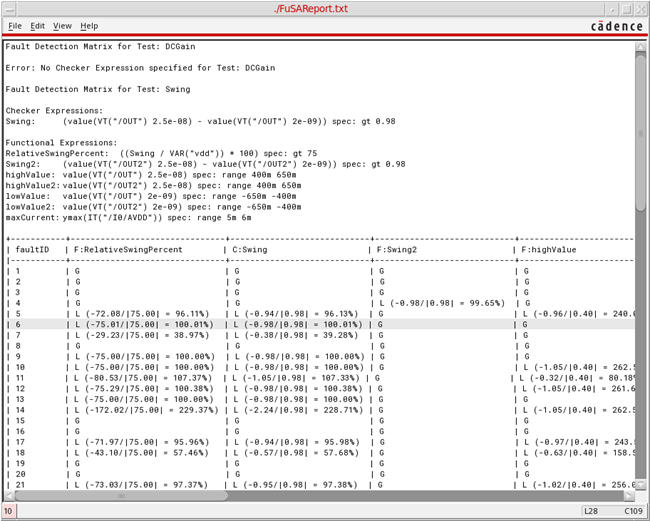 ./FuSAReport.txt
File Edit View Help
cādence
Fault Detection Matrix for Test: DCGain
Error: No Checker Expression specified for Test: DCGain
Fault Detection Matrix for Test: Swing
Checker Expressions:
Swing: (value(VT("/OUT") 2.5e-08) - value(VT("/OUT") 2e-09)) spec: gt 0.98
Functional Expressions:
RelativeSwingPercent: ((Swing / VAR("vdd")) * 100) spec: gt 75
Swing2: (value(VT("/OUT2") 2.5e-08) - value(VT("/OUT2") 2e-09)) spec: gt 0.98
highValue: value(VT("/OUT") 2.5e-08) spec: range 400m 650m
highValue2: value(VT("/OUT2") 2.5e-08) spec: range 400m 650m
lowValue: value(VT("/OUT") 2e-09) spec: range -650m -400m
lowValue2: value(VT("/OUT2") 2e-09) spec: range -650m -400m
maxCurrent: ymax(IT("/I0/AVDD")) spec: range 5m 6m
| faultID | F:RelativeSwingPercent | C:Swing | F:Swing2 | F:highValue
| 1 | G | G | G | G
| 2 | G | G | G | G
| 3 | G | G | G | G
| 4 | G | G | L (-0.98/|0.98| = 99.65%) | G
| 5 | L (-72.08/|75.00| = 96.11%) | L (-0.94/|0.98| = 96.13%) | G | L (-0.96/|0.40| = 240.
| 6 | L (-75.01/|75.00| = 100.01%) | L (-0.98/|0.98| = 100.01%) | G | G
| 7 | L (-29.23/|75.00| = 38.97%) | L (-0.38/|0.98| = 39.28%) | G | G
| 8 | G | G | G | G
| 9 | L (-75.00/|75.00| = 100.00%) | L (-0.98/|0.98| = 100.00%) | G | G
| 10 | L (-75.00/|75.00| = 100.00%) | L (-0.98/|0.98| = 100.00%) | G | L (-1.05/|0.40| = 262.
| 11 | L (-80.53/|75.00| = 107.37%) | L (-1.05/|0.98| = 107.33%) | G | L (-0.32/|0.40| = 80.18%
| 12 | L (-75.29/|75.00| = 100.38%) | L (-0.98/|0.98| = 100.38%) | G | L (-1.05/|0.40| = 261.
| 13 | L (-75.00/|75.00| = 100.00%) | L (-0.98/|0.98| = 100.00%) | G | G
| 14 | L (-172.02/|75.00| = 229.37%) | L (-2.24/|0.98| = 228.71%) | G | L (-1.05/|0.40| = 262.
| 15 | G | G | G | G
| 16 | G | G | G | G
| 17 | L (-71.97/|75.00| = 95.96%) | L (-0.94/|0.98| = 95.98%) | G | L (-0.97/|0.40| = 243.
| 18 | L (-43.10/|75.00| = 57.46%) | L (-0.57/|0.98| = 57.68%) | G | L (-0.63/|0.40| = 158.
| 19 | G | G | G | G
| 20 | G | G | G | G
| 21 | L (-73.03/|75.00| = 97.37%) | L (-0.95/|0.98| = 97.38%) | G | L (-1.02/|0.40| = 256.
10 L28 C109